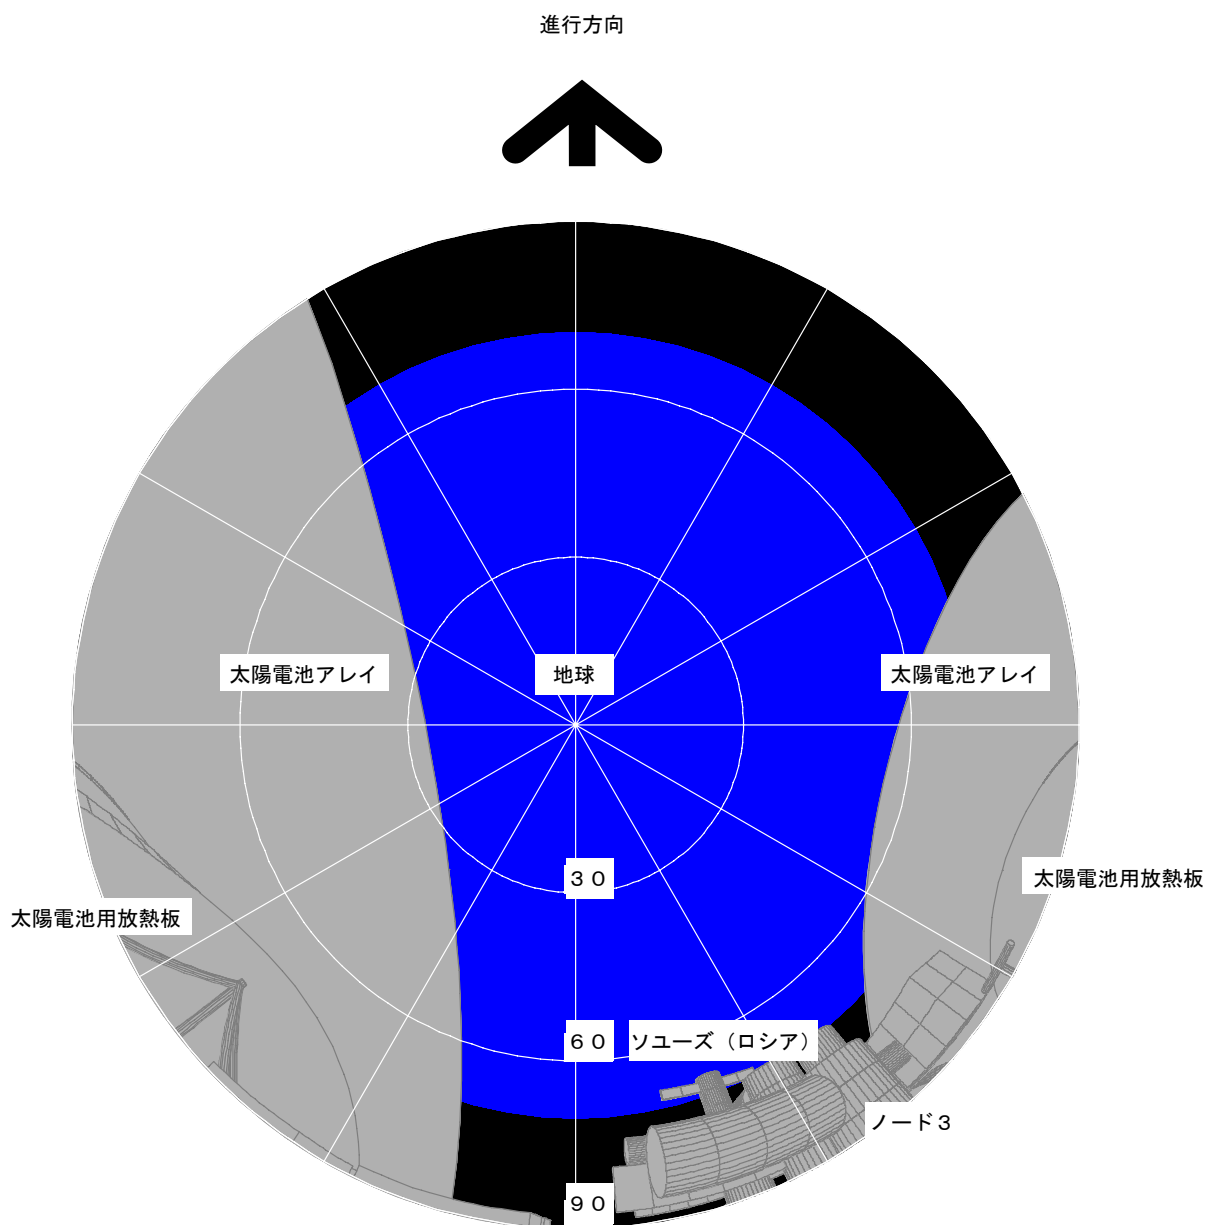 進行方向
太陽電池アレイ
地球
太陽電池アレイ
３０
太陽電池用放熱板
太陽電池用放熱板
６０
ソユーズ（ロシア）
ノード３
９０